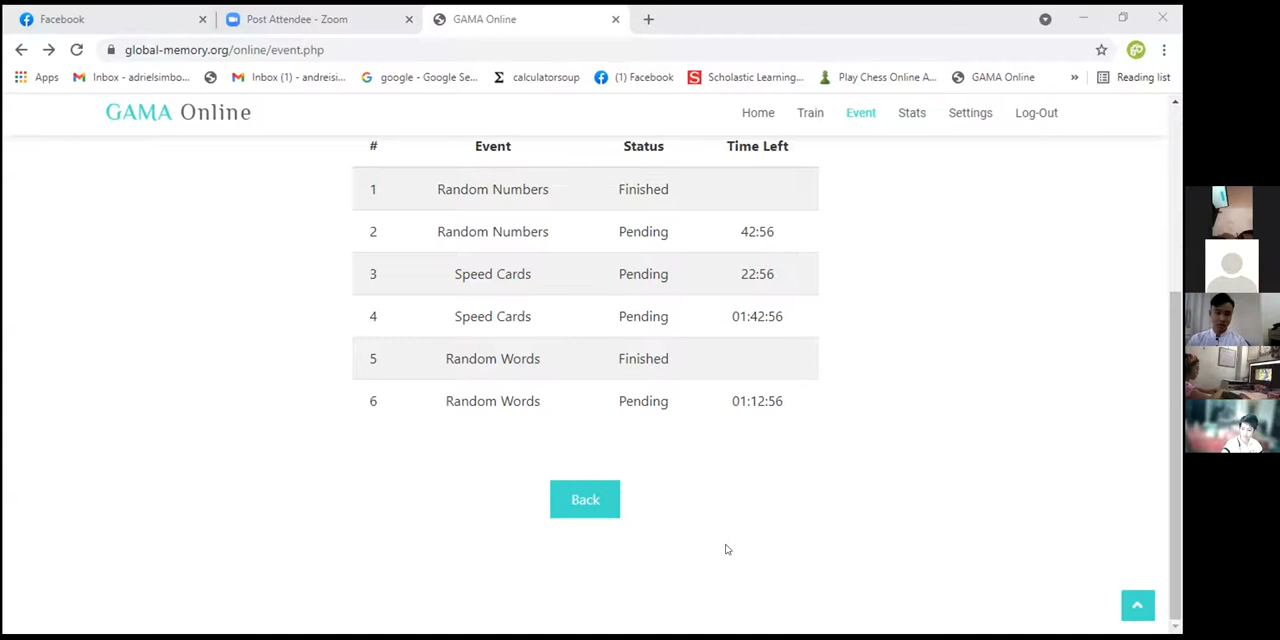 Facebook
Post Attendee - Zoom
GAMA Online
global-memory.org/online/event.php
Apps
Inbox - adrielsimbo...
Inbox (1) - andreisi...
google - Google Se...
calculatorsoup
(1) Facebook
Scholastic Learning...
Play Chess Online A...
GAMA Online
»
Reading list
GAMA Online
Home Train Event Stats Settings Log-Out
# Event Status Time Left
1 Random Numbers Finished
2 Random Numbers Pending 42:56
3 Speed Cards Pending 22:56
4 Speed Cards Pending 01:42:56
5 Random Words Finished
6 Random Words Pending 01:12:56
Back